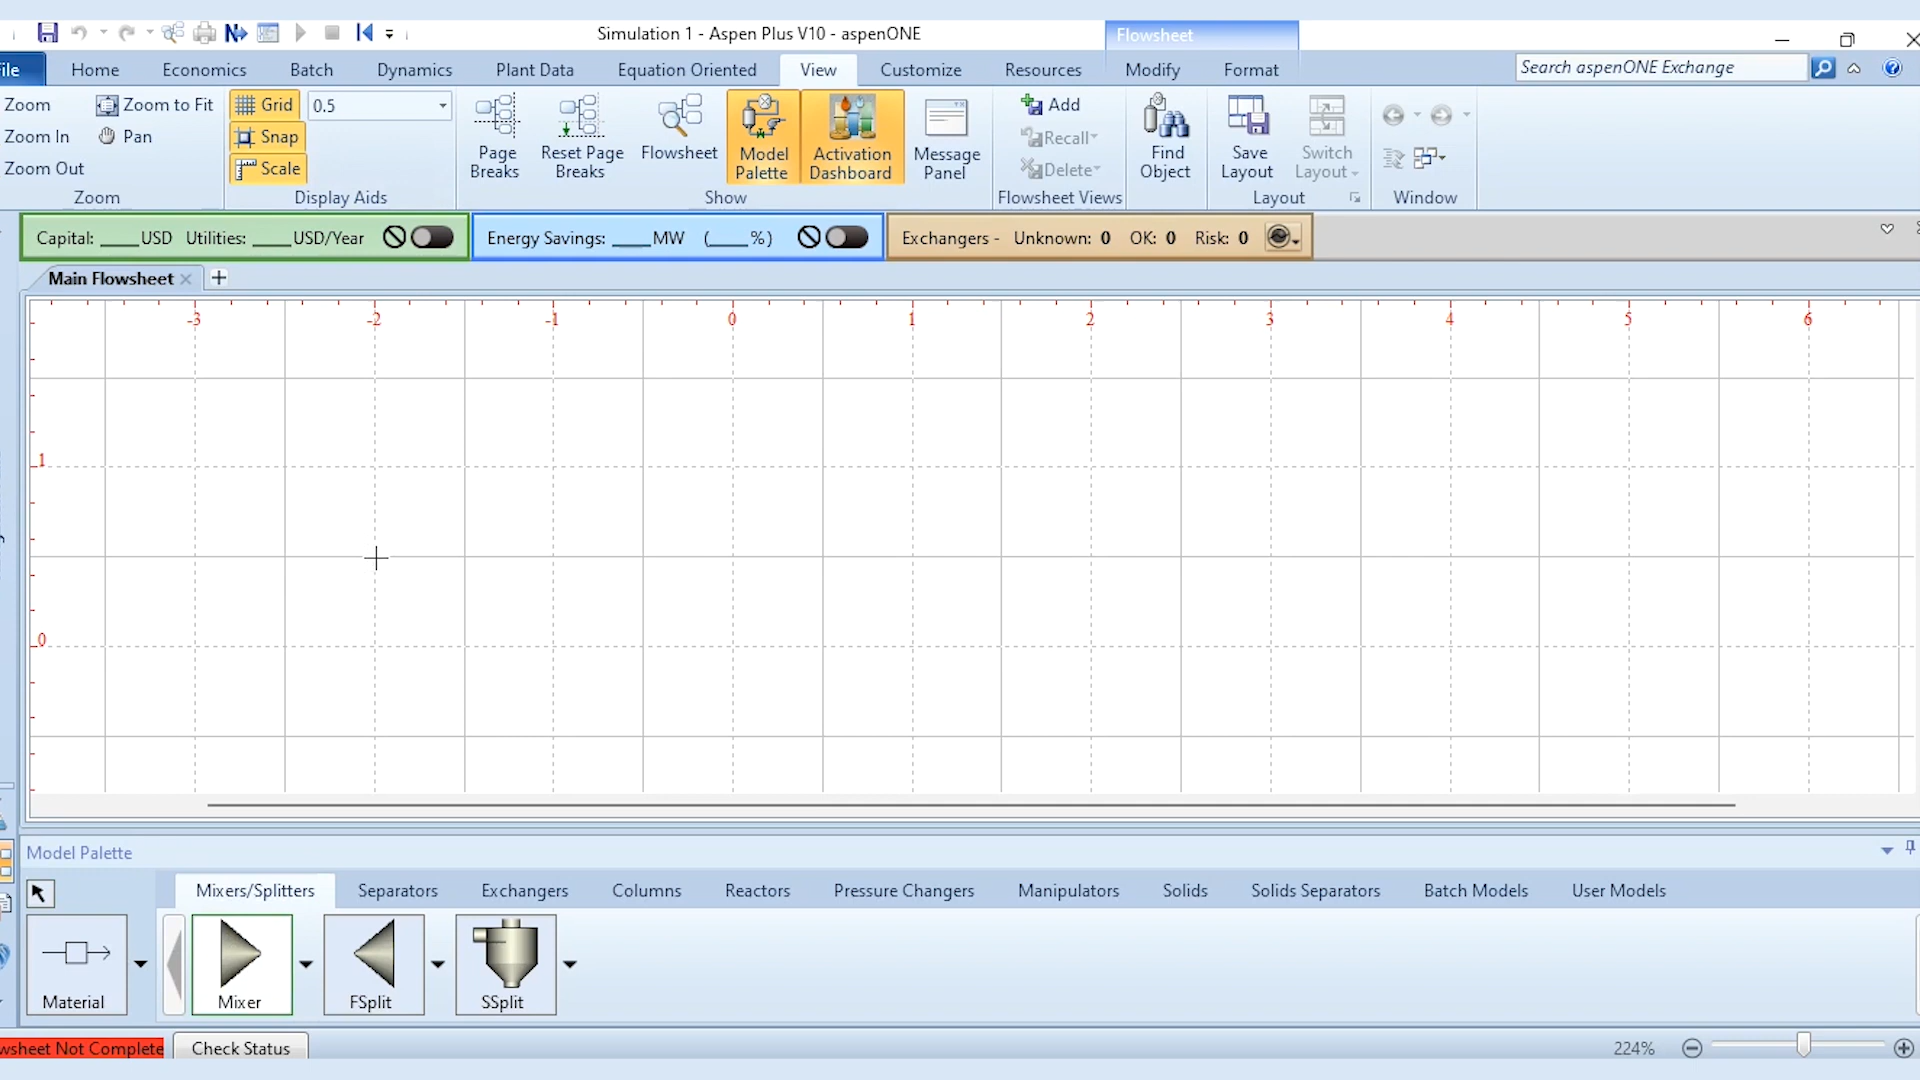 Simulation 1 - Aspen Plus V10 - aspenONE
Flowsheet
ile Home Economics Batch Dynamics Plant Data Equation Oriented View Customize Resources Modify Format Search aspenONE Exchange
Zoom Zoom to Fit Grid 0.5
Zoom In Pan Snap
Zoom Out Scale
Page Breaks
Reset Page Breaks
Flowsheet
Model Palette
Activation Dashboard
Message Panel
Add
Recall
Delete
Find Object
Save Layout
Switch Layout
Zoom Display Aids Show Flowsheet Views Layout Window
Capital: ____USD Utilities: ____USD/Year Energy Savings: ____MW (____%) Exchangers - Unknown: 0 OK: 0 Risk: 0
Main Flowsheet
-3 -2 -1 0 1 2 3 4 5 6
1
0
Model Palette
Mixers/Splitters Separators Exchangers Columns Reactors Pressure Changers Manipulators Solids Solids Separators Batch Models User Models
Material Mixer FSplit SSplit
wsheet Not Complete Check Status 224%